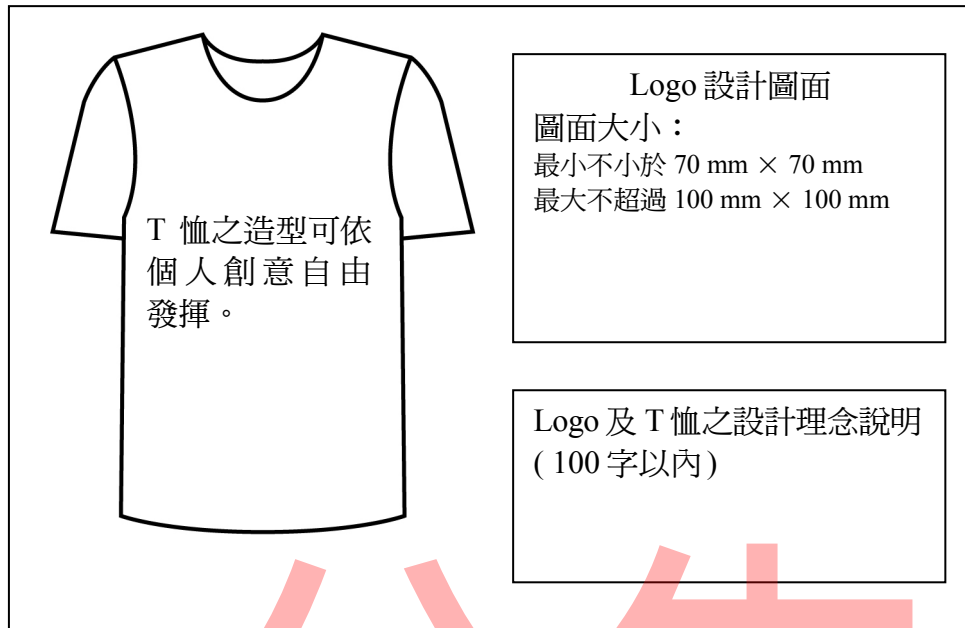 T 恤之造型可依
個人創意自由
發揮。
Logo 設計圖面
圖面大小：
最小不小於 70 mm × 70 mm
最大不超過 100 mm × 100 mm
Logo 及 T 恤之設計理念說明
( 100 字以內 )